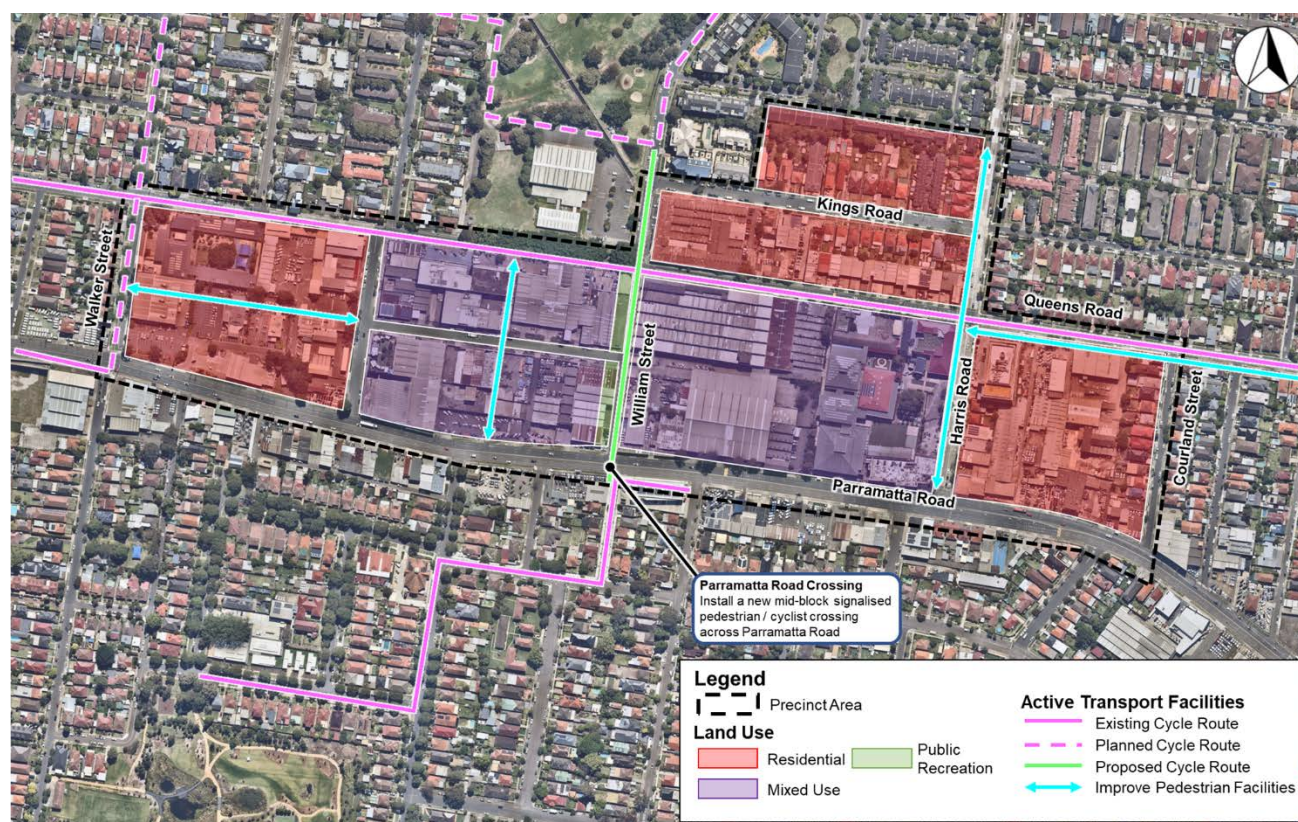 Kings Road
Walker Street
Queens Road
William Street
Harris Road
Courland Street
Parramatta Road
Parramatta Road Crossing
Install a new mid-block signalised
pedestrian / cyclist crossing
across Parramatta Road
Legend
Precinct Area
Land Use
Residential
Public
Recreation
Mixed Use
Active Transport Facilities
Existing Cycle Route
Planned Cycle Route
Proposed Cycle Route
Improve Pedestrian Facilities